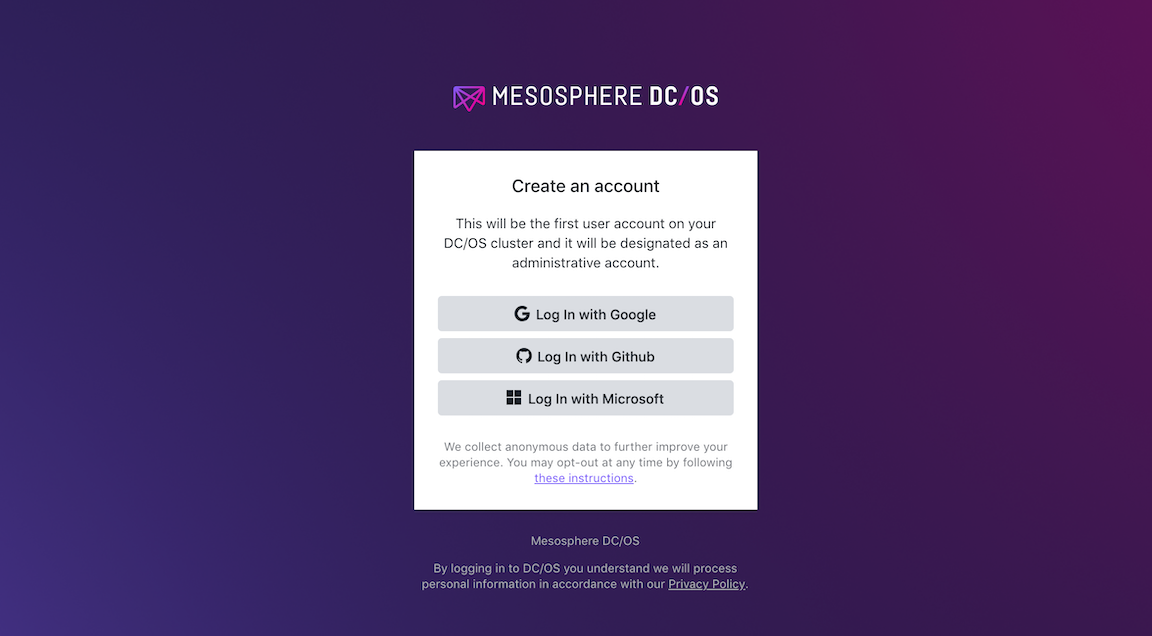 MESOSPHERE DC/OS
Create an account
This will be the first user account on your
DC/OS cluster and it will be designated as an
administrative account.
Log In with Google
Log In with Github
Log In with Microsoft
We collect anonymous data to further improve your
experience. You may opt-out at any time by following
these instructions.
Mesosphere DC/OS
By logging in to DC/OS you understand we will process
personal information in accordance with our Privacy Policy.